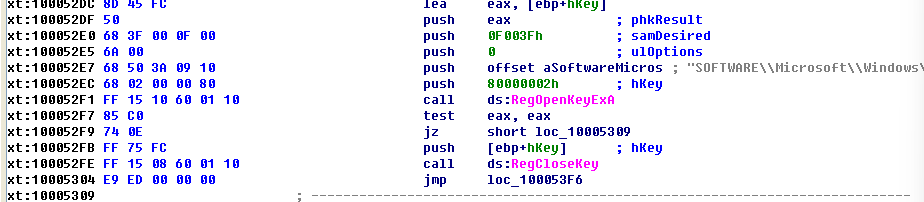 xt:100052DC 8D 45 FC lea eax, [ebp+hKey]
xt:100052DF 50 push eax ; phkResult
xt:100052E0 68 3F 00 0F 00 push 0F003Fh ; samDesired
xt:100052E5 6A 00 push 0 ; ulOptions
xt:100052E7 68 50 3A 09 10 push offset aSoftwareMicros ; "SOFTWARE\\Microsoft\\Windows\
xt:100052EC 68 02 00 00 80 push 80000002h ; hKey
xt:100052F1 FF 15 10 60 01 10 call ds:RegOpenKeyExA
xt:100052F7 85 C0 test eax, eax
xt:100052F9 74 0E jz short loc_10005309
xt:100052FB FF 75 FC push [ebp+hKey] ; hKey
xt:100052FE FF 15 08 60 01 10 call ds:RegCloseKey
xt:10005304 E9 ED 00 00 00 jmp loc_100053F6
xt:10005309 ; ---------------------------------------------------------------------------